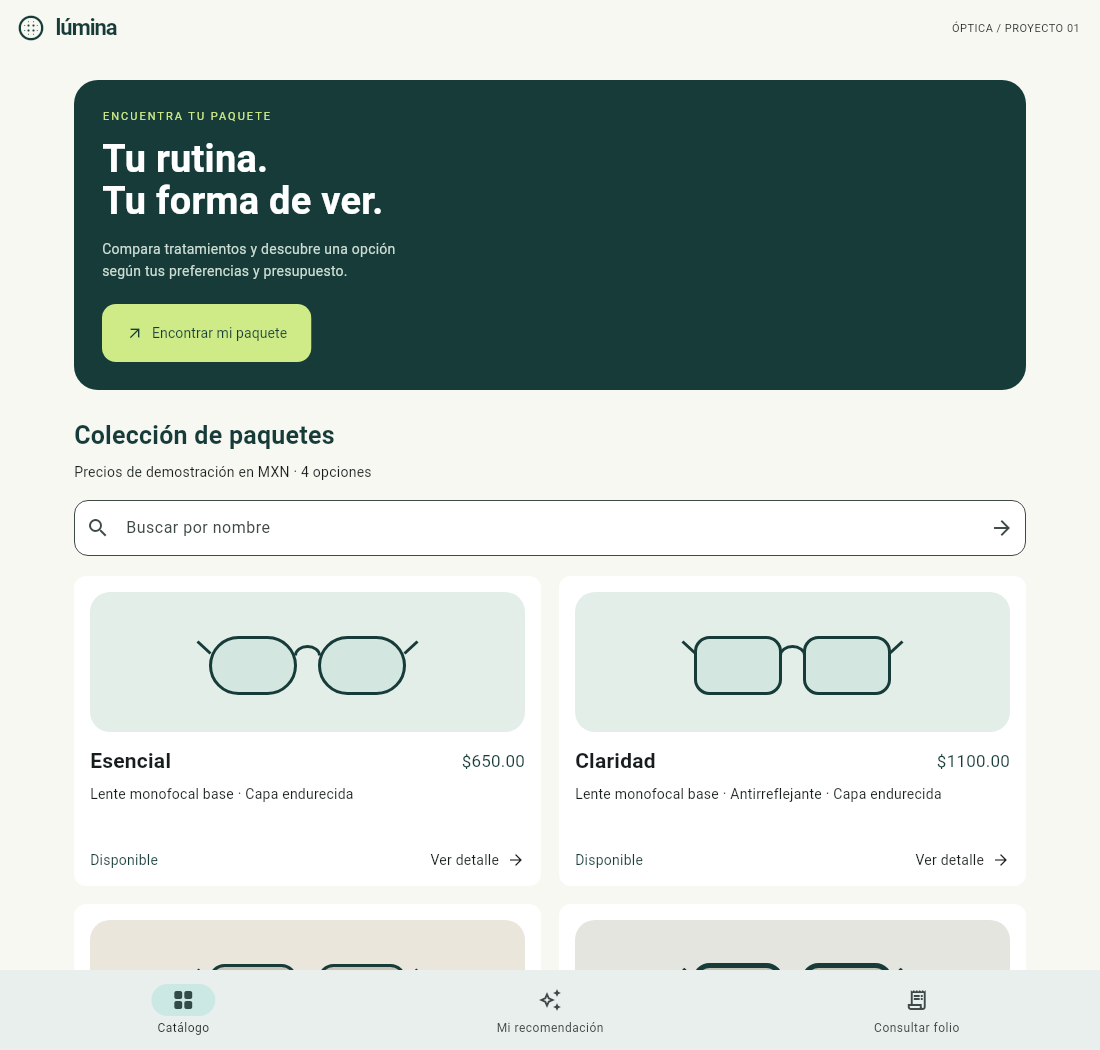 lúmina
ÓPTICA / PROYECTO 01
ENCUENTRA TU PAQUETE
Tu rutina.
Tu forma de ver.
Compara tratamientos y descubre una opción
según tus preferencias y presupuesto.
Encontrar mi paquete
Colección de paquetes
Precios de demostración en MXN · 4 opciones
Buscar por nombre
Esencial
$650.00
Lente monofocal base · Capa endurecida
Disponible
Ver detalle
Claridad
$1100.00
Lente monofocal base · Antirreflejante · Capa endurecida
Disponible
Ver detalle
Catálogo
Mi recomendación
Consultar folio